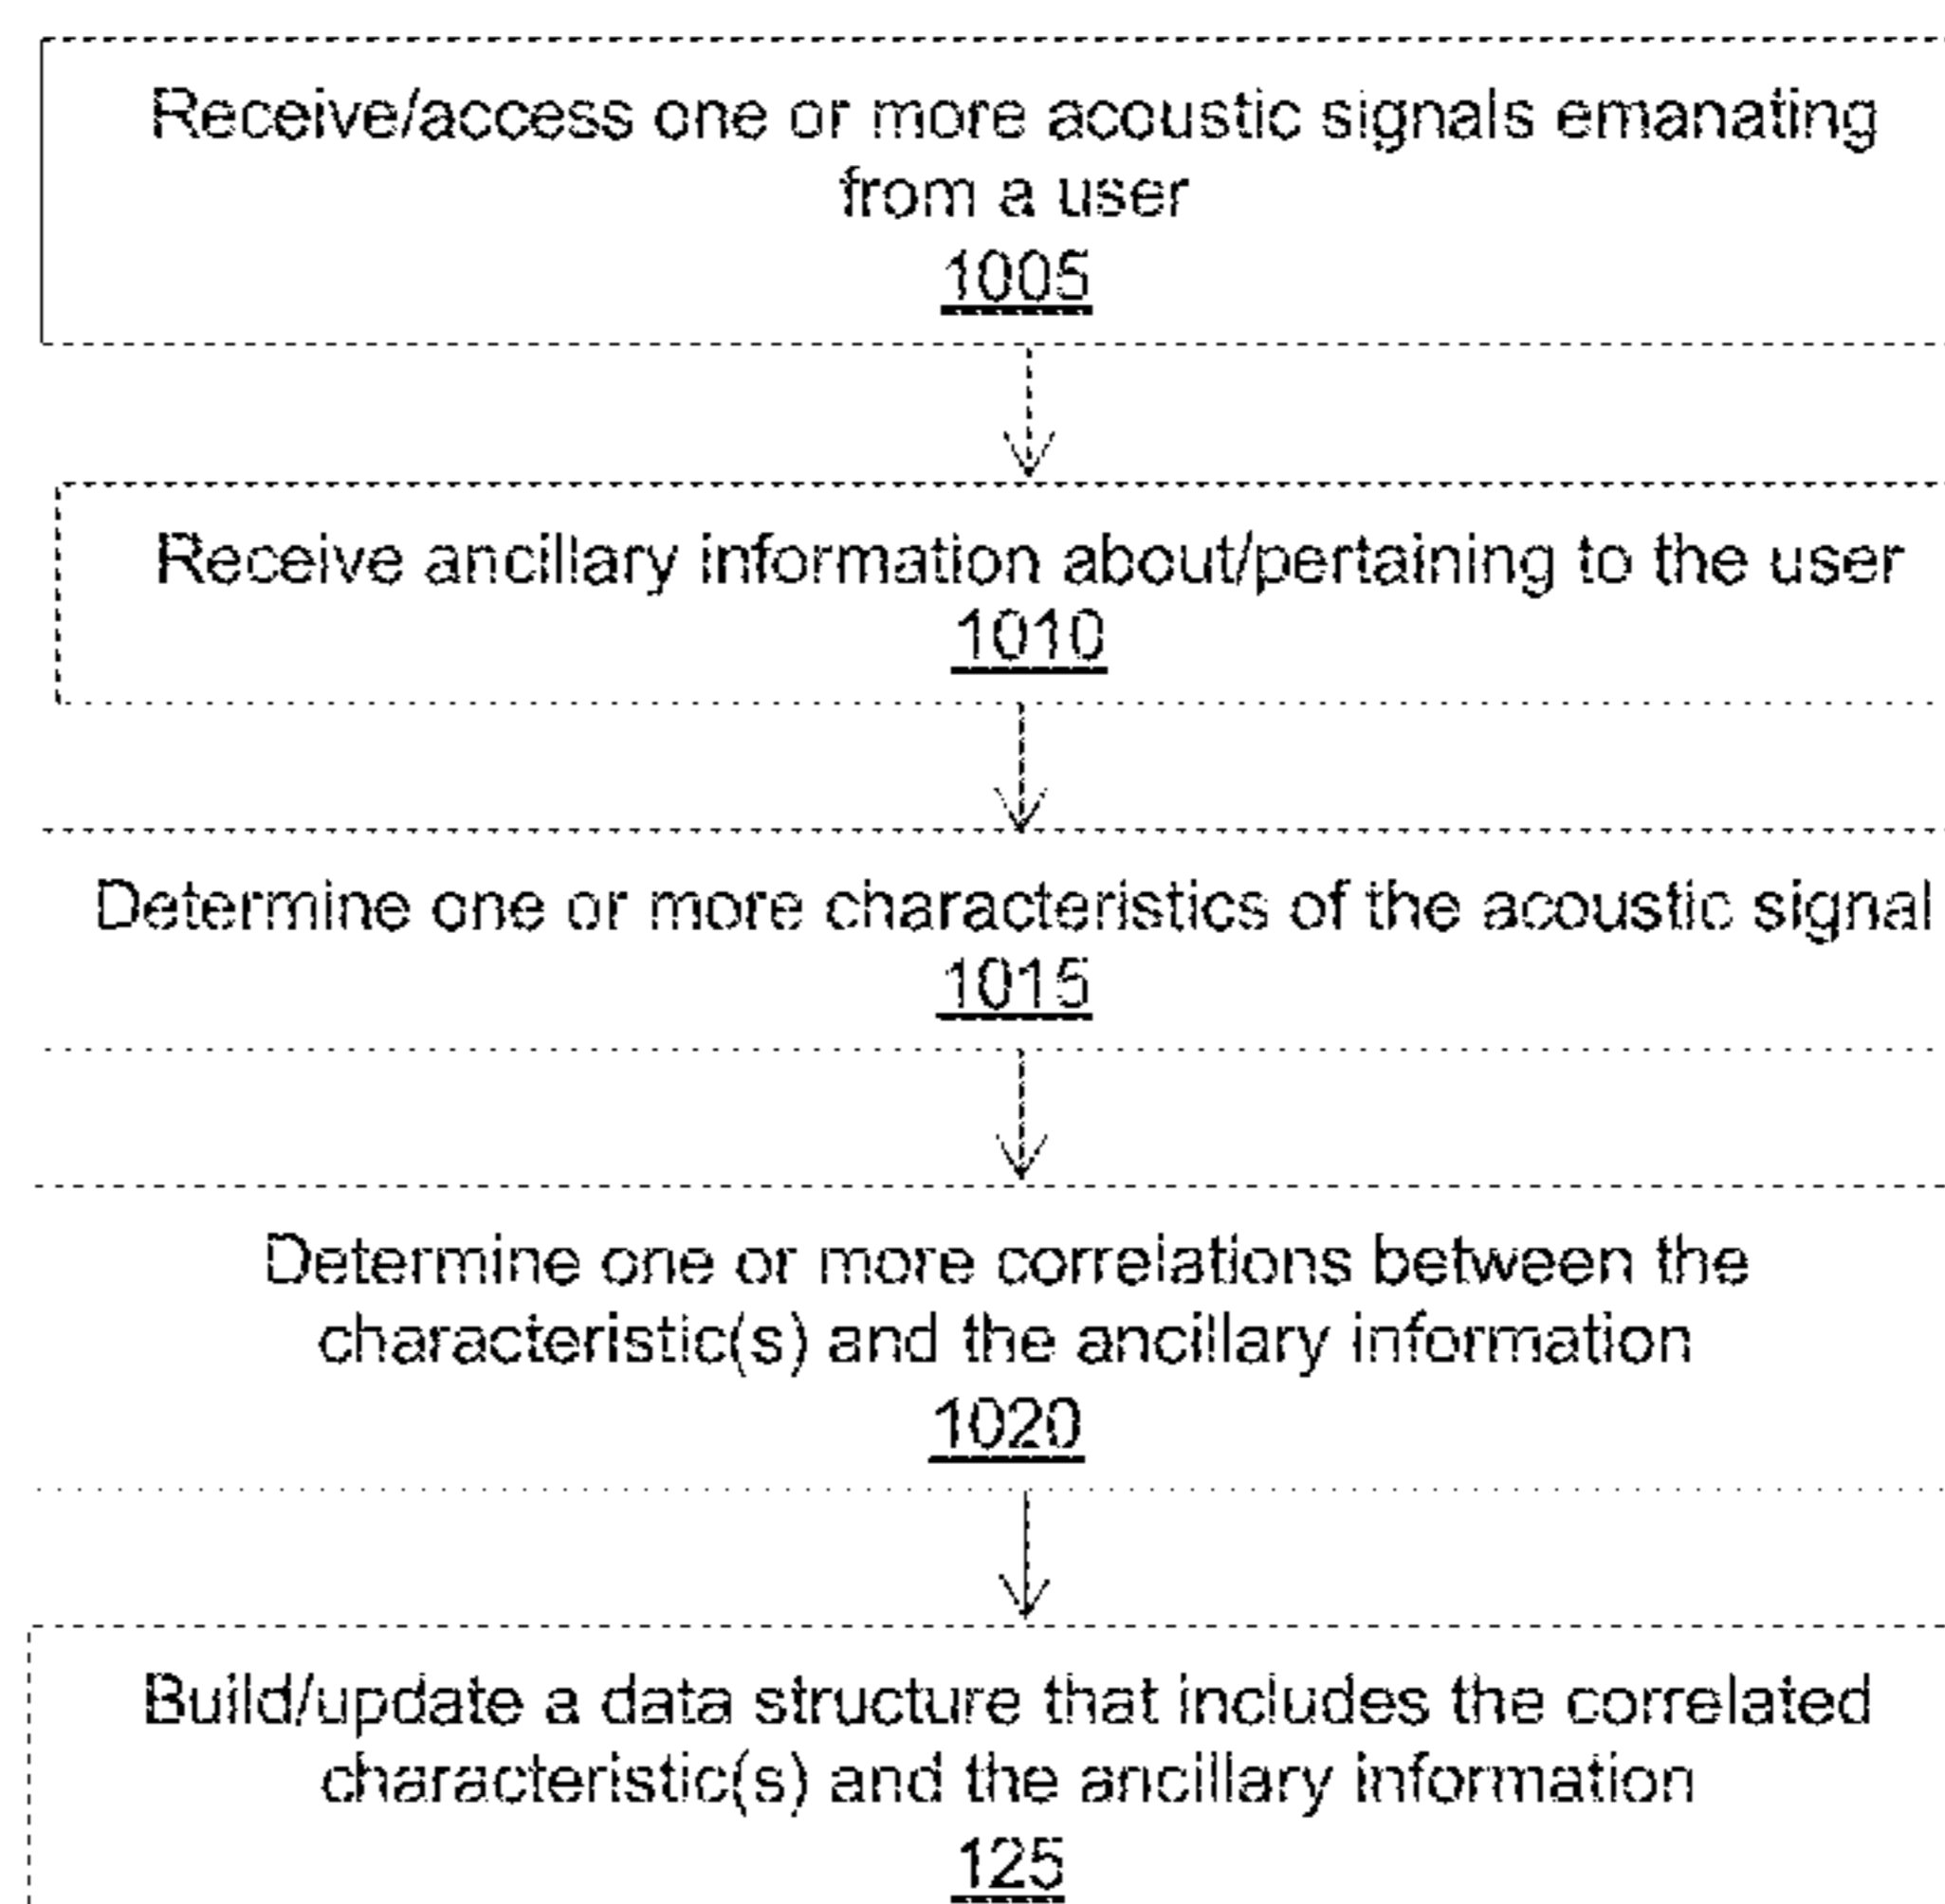 Receive/access one or more acoustic signals emanating
from a user
1005
Receive ancillary information about/pertaining to the user
1010
Determine one or more characteristics of the acoustic signal
1015
Determine one or more correlations between the
characteristic(s) and the ancillary information
1020
Build/update a data structure that includes the correlated
characteristic(s) and the ancillary information
125